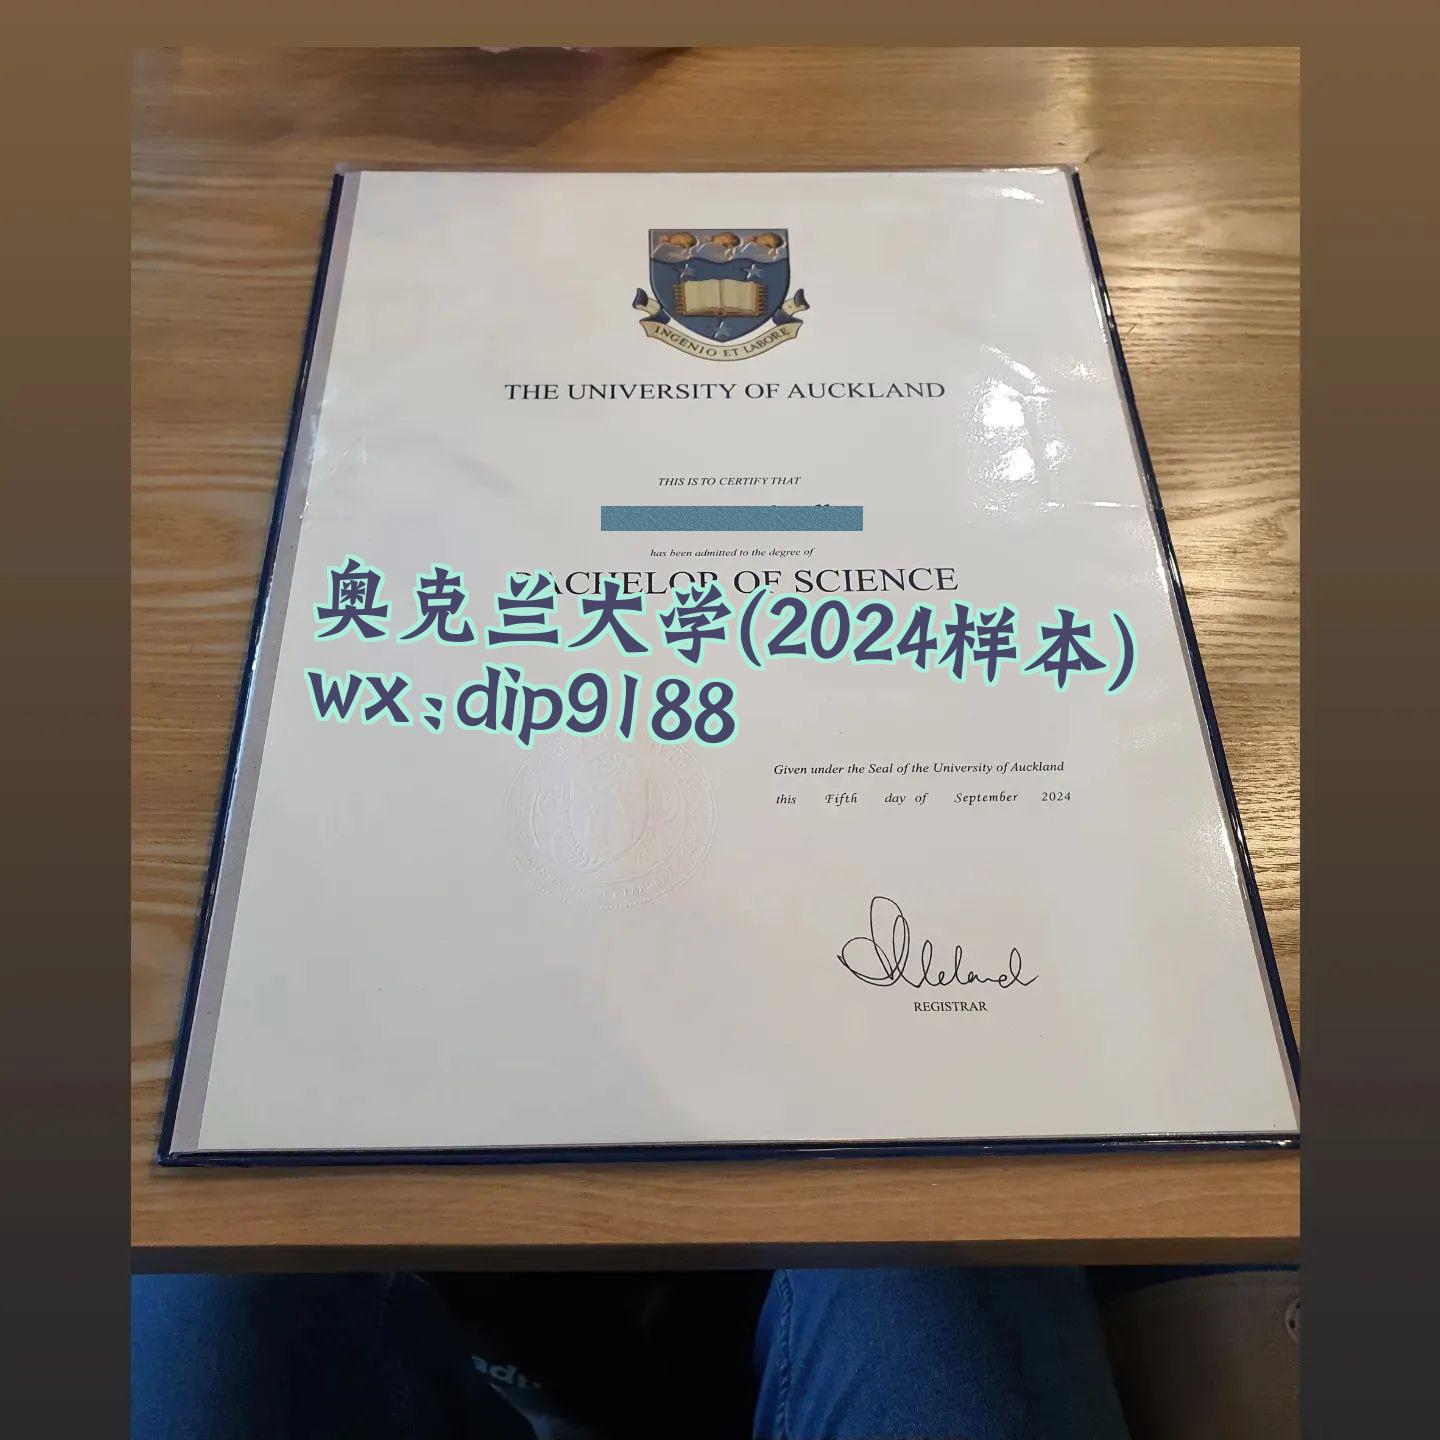 INGENIO ET LABORE
THE UNIVERSITY OF AUCKLAND
THIS IS TO CERTIFY THAT
has been admitted to the degree of
BACHELOR OF SCIENCE
奥克兰大学(2024样本)
wx:dip9188
Given under the Seal of the University of Auckland
this Fifth day of September 2024
REGISTRAR